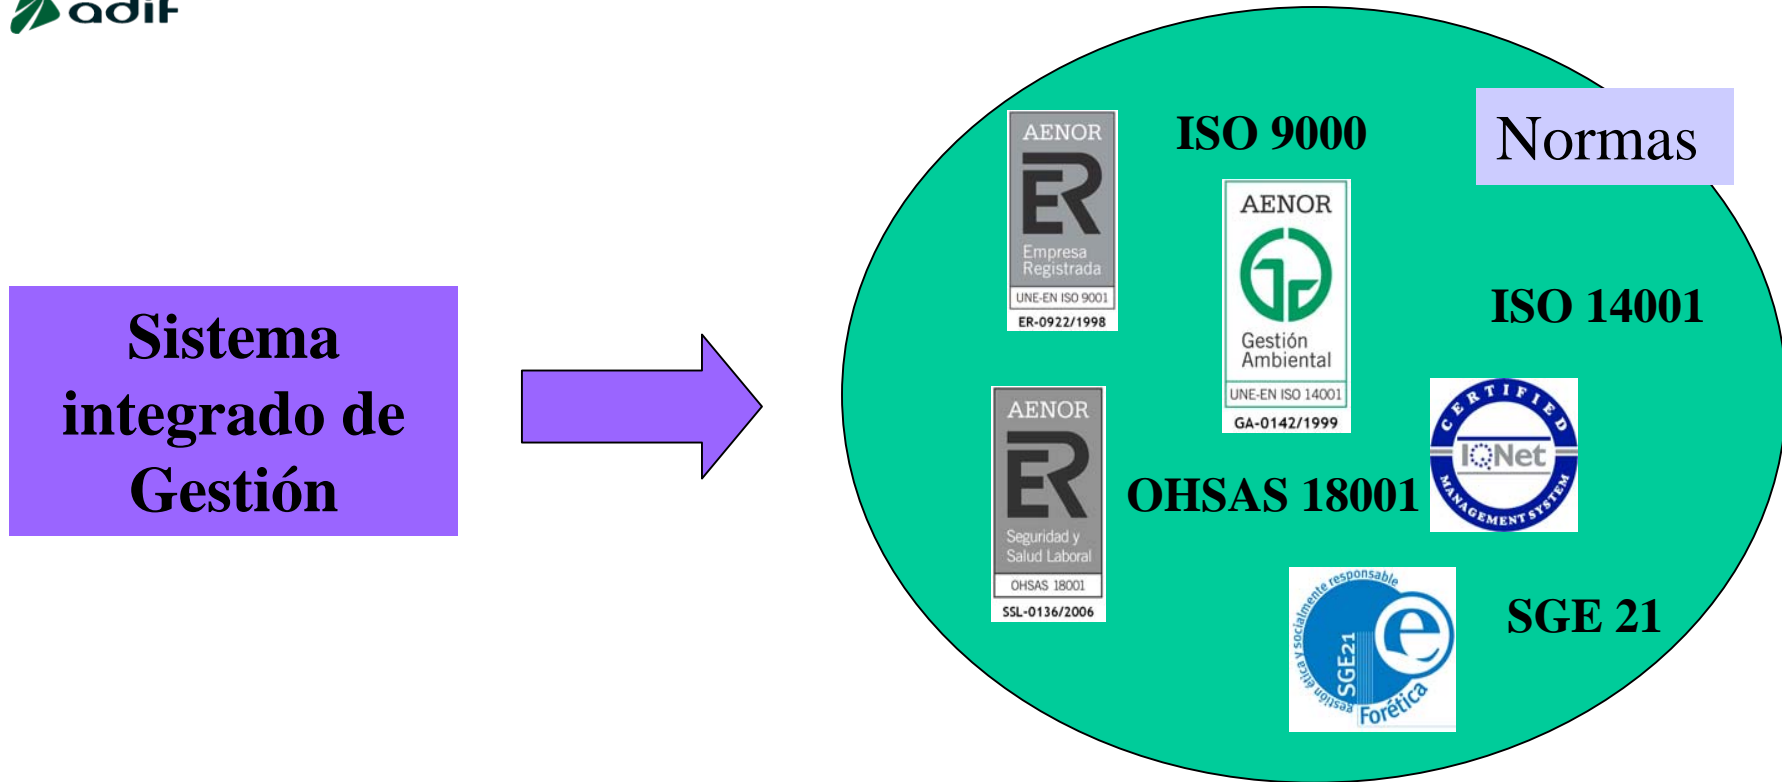 adif
Sistema
integrado de
Gestión
Normas
ISO 9000
AENOR
ER
Empresa
Registrada
UNE-EN ISO 9001
ER-0922/1998
AENOR
Gestión
Ambiental
UNE-EN ISO 14001
GA-0142/1999
ISO 14001
AENOR
ER
Seguridad y
Salud Laboral
OHSAS 18001
SSL-0136/2006
OHSAS 18001
CERTIFIED
IQNet
MANAGEMENT SYSTEM
gestión ética y socialmente responsable
SGE21
e
Forética
SGE 21